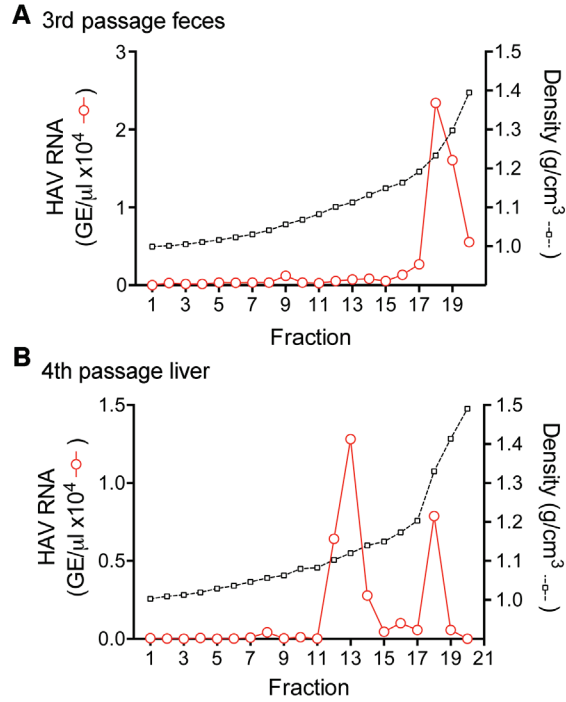 A 3rd passage feces
3
2
1
0
HAV RNA
(GE/μl x10⁴ )
1.5
1.4
1.3
1.2
1.1
1.0
Density (g/cm³ )
1 3 5 7 9 11 13 15 17 19
Fraction
B 4th passage liver
1.5
1.0
0.5
0.0
HAV RNA
(GE/μl x10⁴ )
1.5
1.4
1.3
1.2
1.1
1.0
Density (g/cm³ )
1 3 5 7 9 11 13 15 17 19 21
Fraction